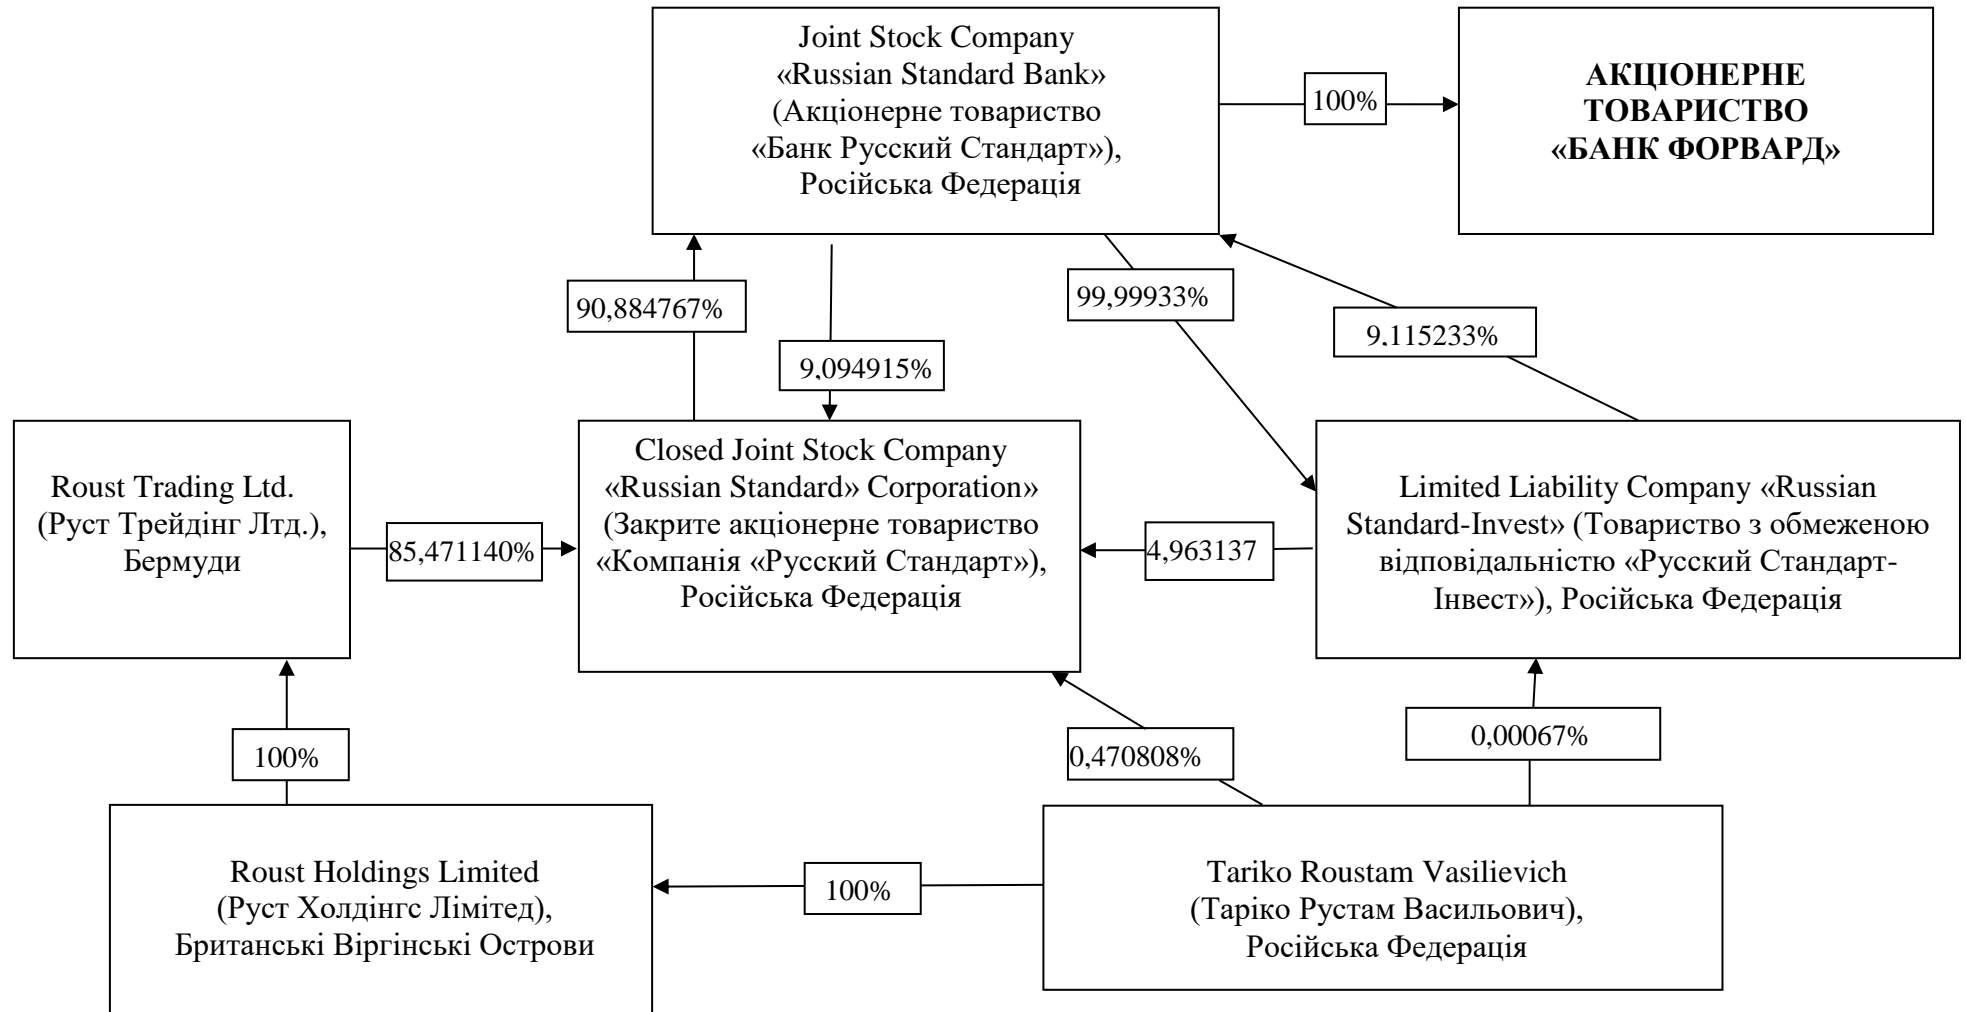 Joint Stock Company
«Russian Standard Bank»
(Акціонерне товариство
«Банк Русский Стандарт»),
Російська Федерація
100%
АКЦІОНЕРНЕ
ТОВАРИСТВО
«БАНК ФОРВАРД»
90,884767%
9,094915%
99,99933%
9,115233%
Roust Trading Ltd.
(Руст Трейдінг Лтд.),
Бермуди
85,471140%
Closed Joint Stock Company
«Russian Standard» Corporation»
(Закрите акціонерне товариство
«Компанія «Русский Стандарт»),
Російська Федерація
4,963137
Limited Liability Company «Russian
Standard-Invest» (Товариство з обмеженою
відповідальністю «Русский Стандарт-
Інвест»), Російська Федерація
100%
0,470808%
0,00067%
Roust Holdings Limited
(Руст Холдінгс Лімітед),
Британські Віргінські Острови
100%
Tariko Roustam Vasilievich
(Таріко Рустам Васильович),
Російська Федерація